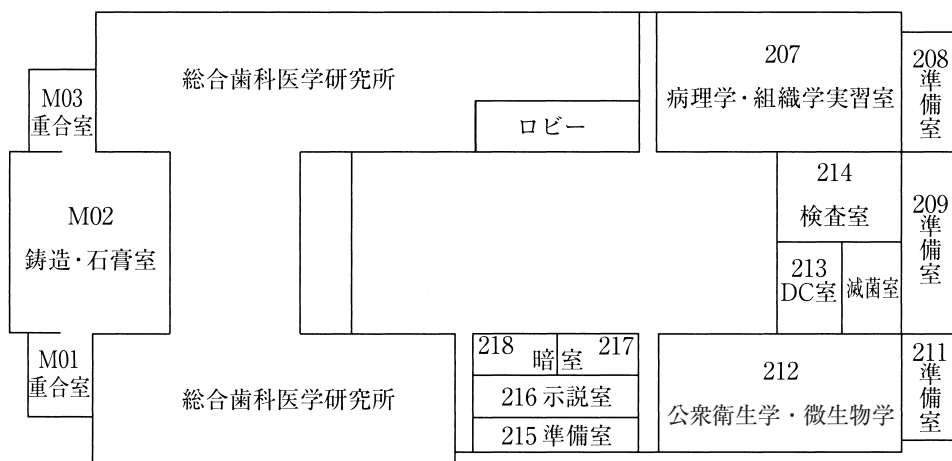 総合歯科医学研究所
M03
重合室
ロビー
207
病理学・組織学実習室
208
準備室
M02
鋳造・石膏室
214
検査室
209
準備室
213
DC室
滅菌室
M01
重合室
総合歯科医学研究所
218
217
暗室
216 示説室
215 準備室
212
公衆衛生学・微生物学
211
準備室